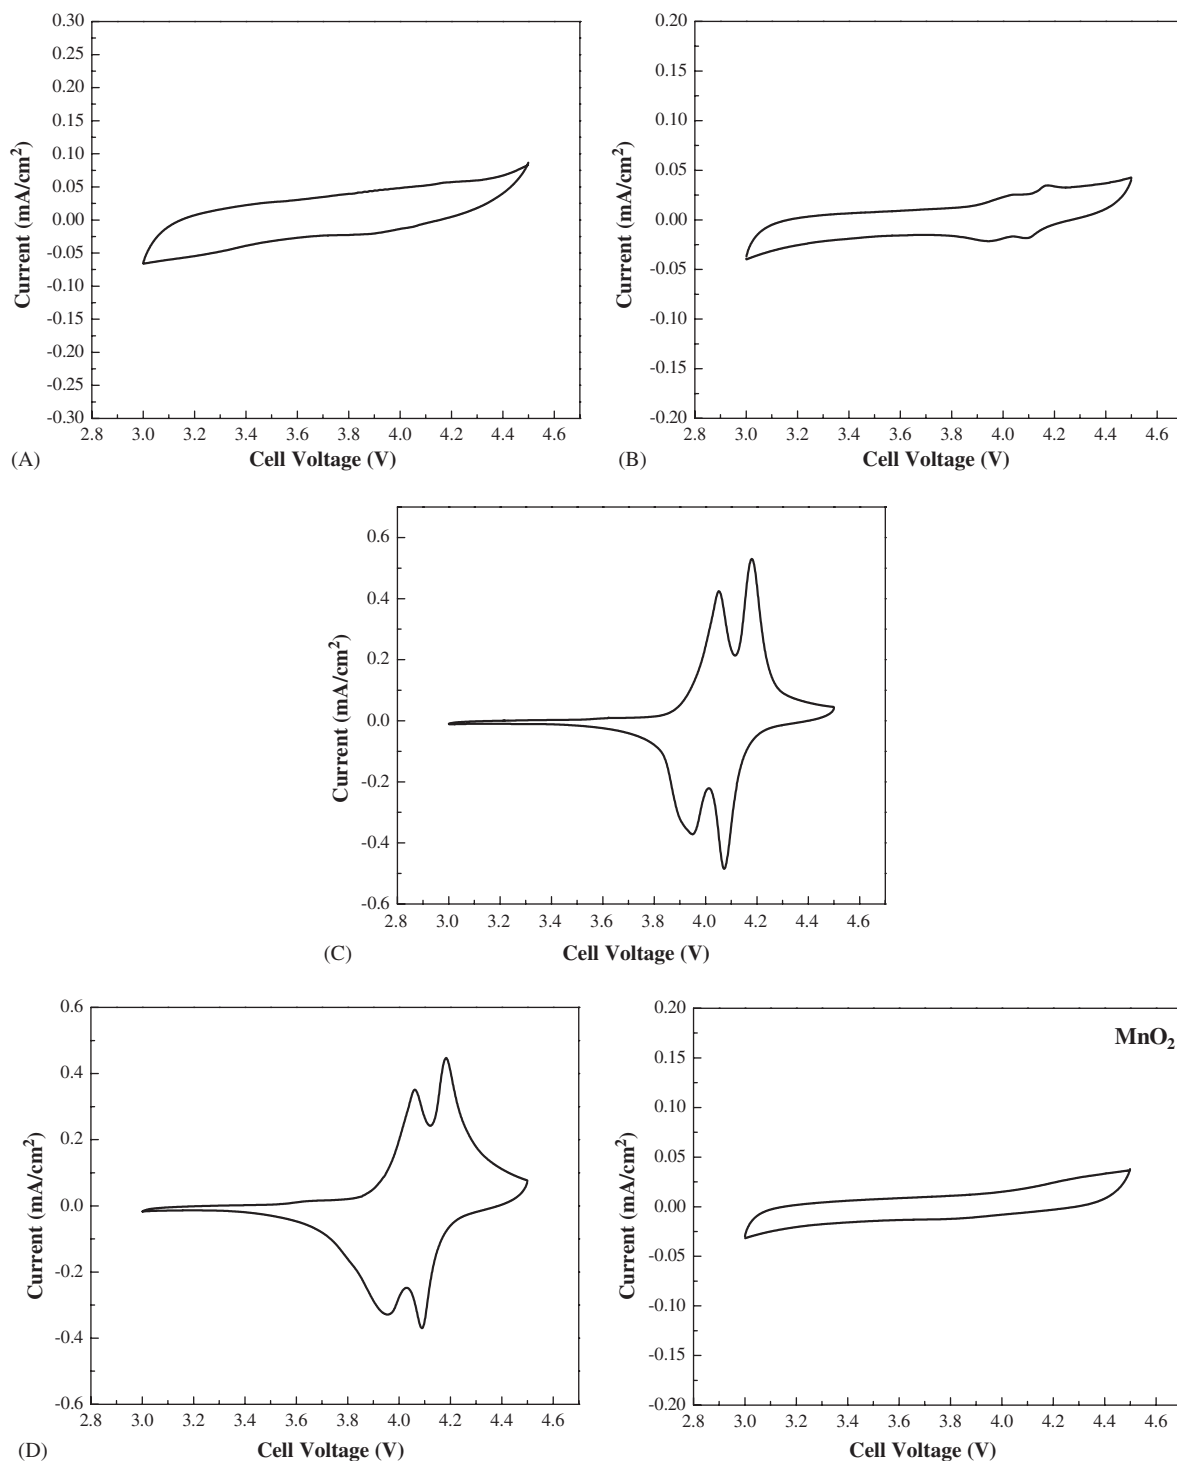 0.30
0.25
0.20
0.15
0.10
0.05
0.00
-0.05
-0.10
-0.15
-0.20
-0.25
-0.30
Current (mA/cm²)
2.8 3.0 3.2 3.4 3.6 3.8 4.0 4.2 4.4 4.6
Cell Voltage (V)
(A)
0.20
0.15
0.10
0.05
0.00
-0.05
-0.10
-0.15
-0.20
Current (mA/cm²)
2.8 3.0 3.2 3.4 3.6 3.8 4.0 4.2 4.4 4.6
Cell Voltage (V)
(B)
0.6
0.4
0.2
0.0
-0.2
-0.4
-0.6
Current (mA/cm²)
2.8 3.0 3.2 3.4 3.6 3.8 4.0 4.2 4.4 4.6
Cell Voltage (V)
(C)
0.6
0.4
0.2
0.0
-0.2
-0.4
-0.6
Current (mA/cm²)
2.8 3.0 3.2 3.4 3.6 3.8 4.0 4.2 4.4 4.6
Cell Voltage (V)
(D)
MnO₂
0.20
0.15
0.10
0.05
0.00
-0.05
-0.10
-0.15
-0.20
Current (mA/cm²)
2.8 3.0 3.2 3.4 3.6 3.8 4.0 4.2 4.4 4.6
Cell Voltage (V)